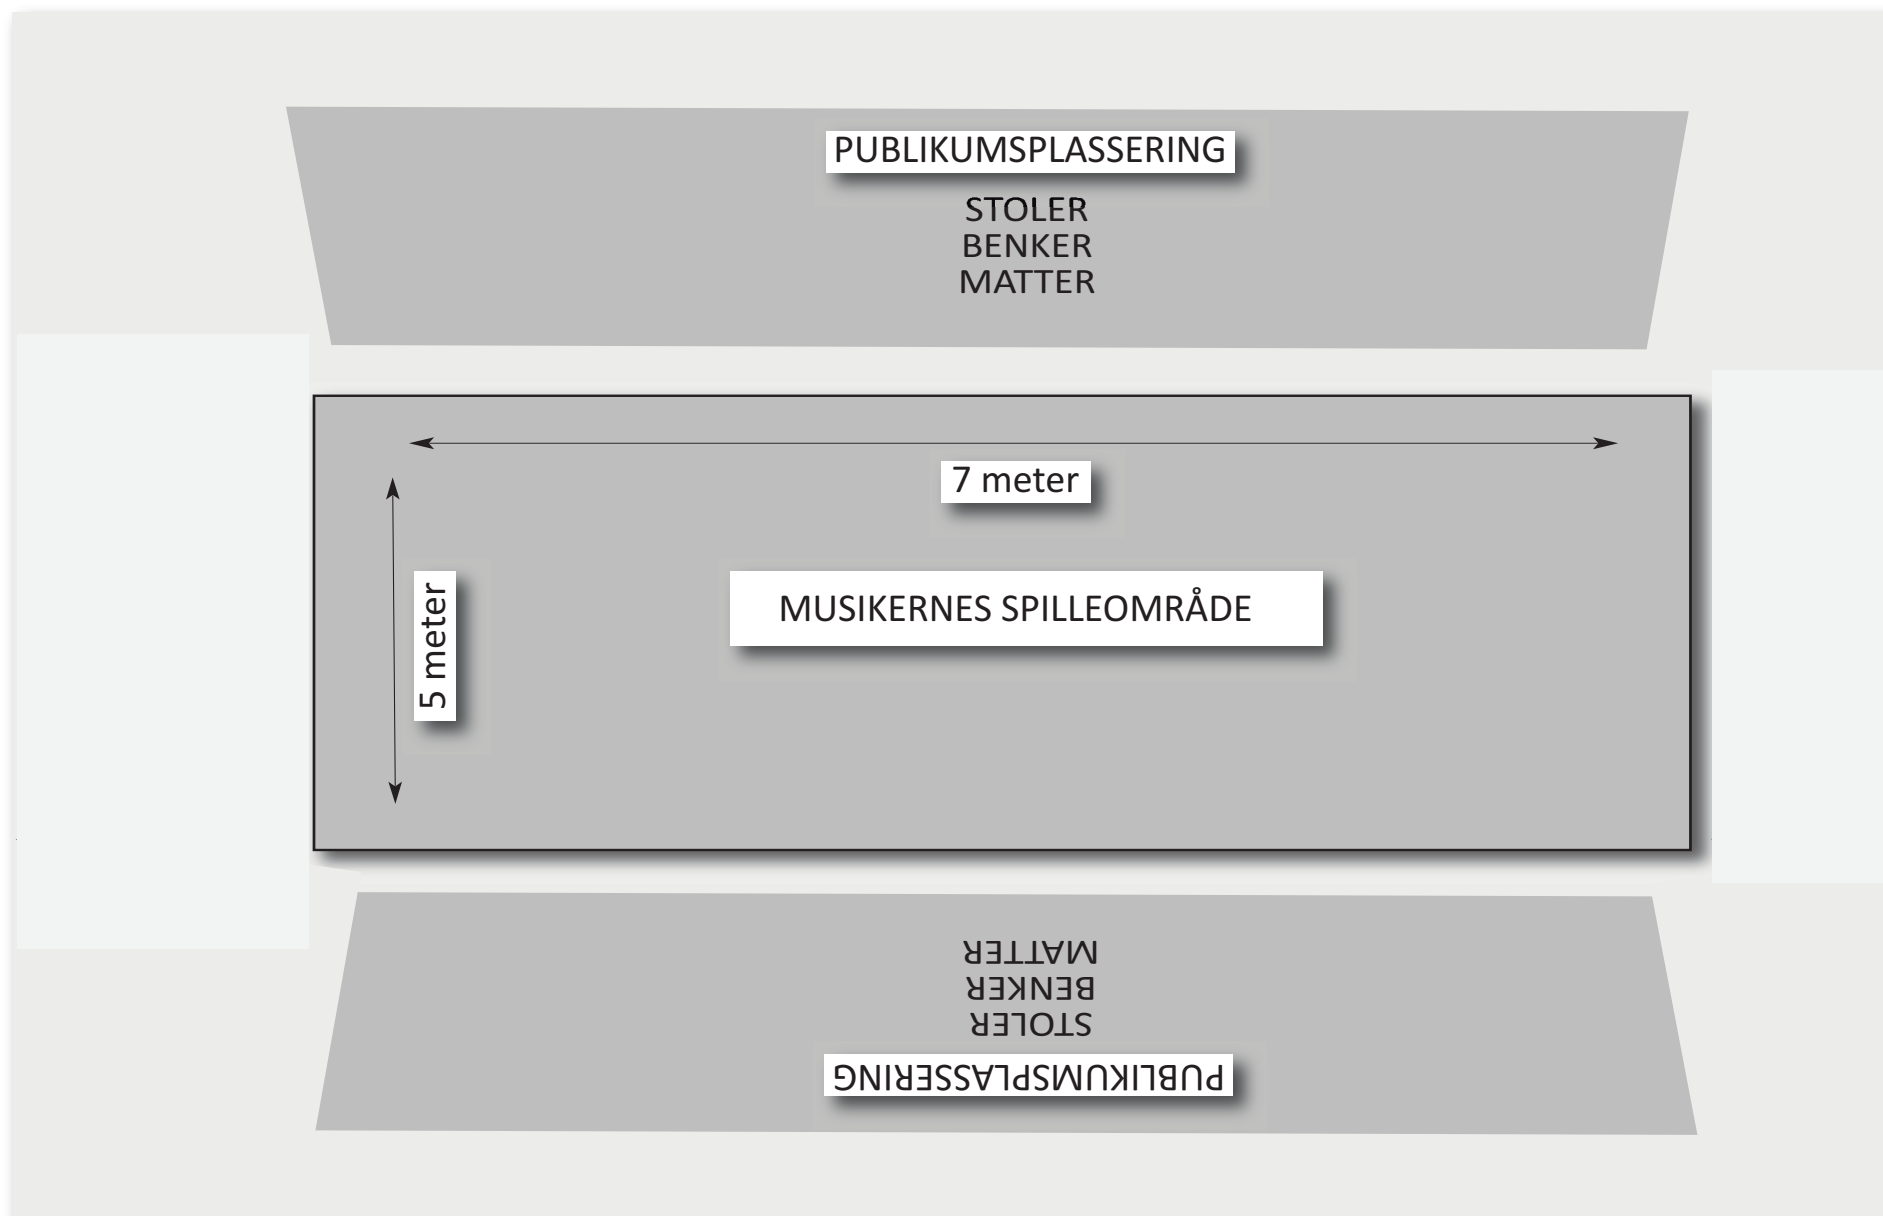 PUBLIKUMSPLASSERING
STOLER
BENKER
MATTER
7 meter
5 meter
MUSIKERNES SPILLEOMRÅDE
PUBLIKUMSPLASSERING
STOLER
BENKER
MATTER